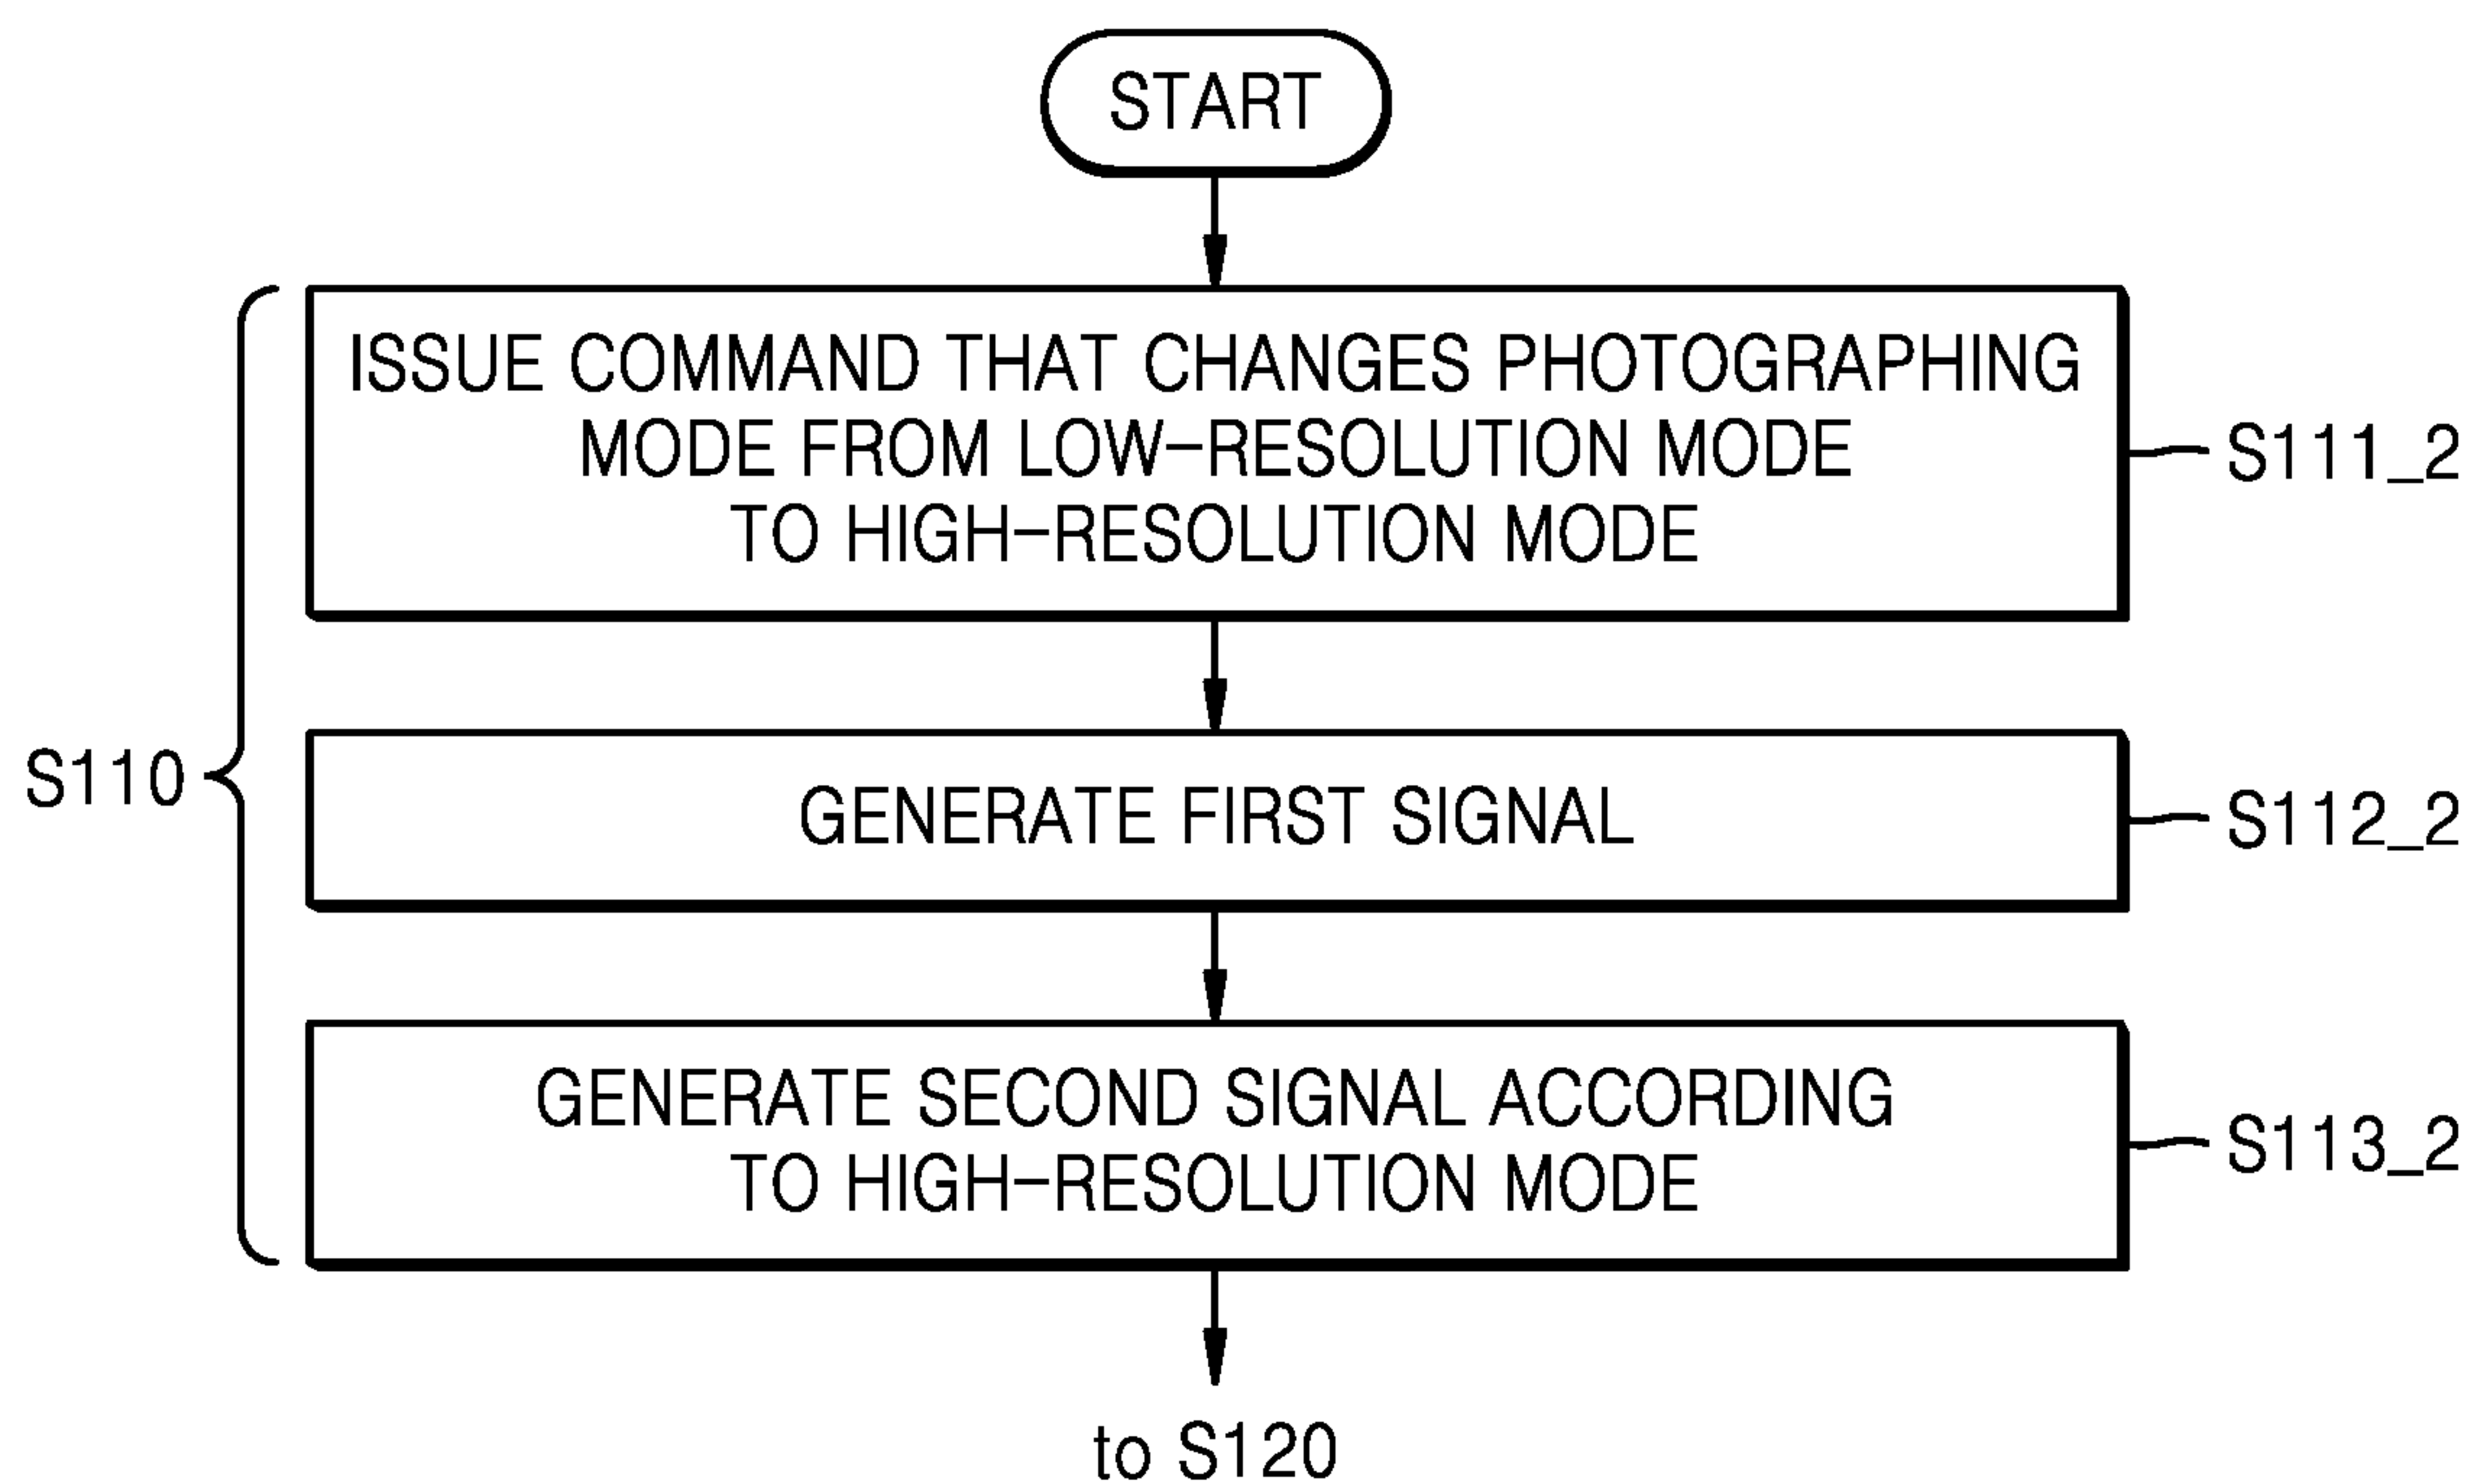 START
ISSUE COMMAND THAT CHANGES PHOTOGRAPHING
MODE FROM LOW-RESOLUTION MODE
TO HIGH-RESOLUTION MODE
S111_2
S110
GENERATE FIRST SIGNAL
S112_2
GENERATE SECOND SIGNAL ACCORDING
TO HIGH-RESOLUTION MODE
S113_2
to S120